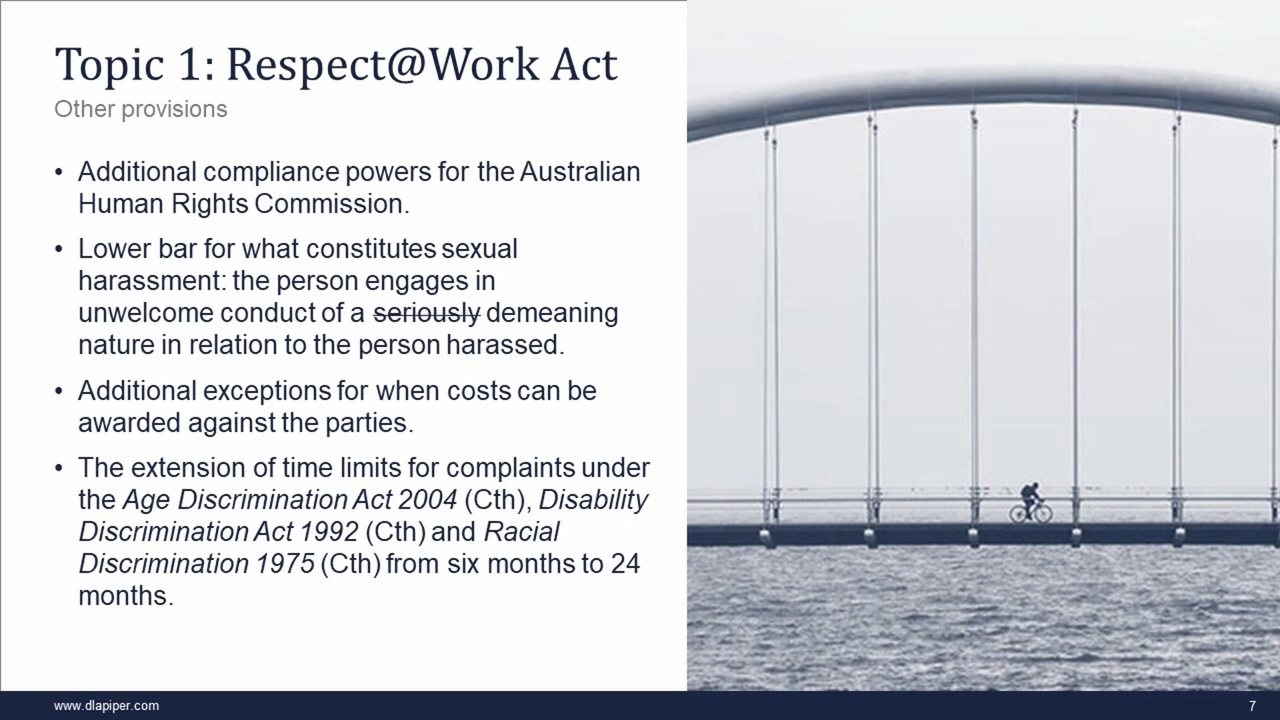 Topic 1: Respect@Work Act
Other provisions
• Additional compliance powers for the Australian
Human Rights Commission.
• Lower bar for what constitutes sexual
harassment: the person engages in
unwelcome conduct of a seriously demeaning
nature in relation to the person harassed.
• Additional exceptions for when costs can be
awarded against the parties.
• The extension of time limits for complaints under
the Age Discrimination Act 2004 (Cth), Disability
Discrimination Act 1992 (Cth) and Racial
Discrimination 1975 (Cth) from six months to 24
months.
www.dlapiper.com
7